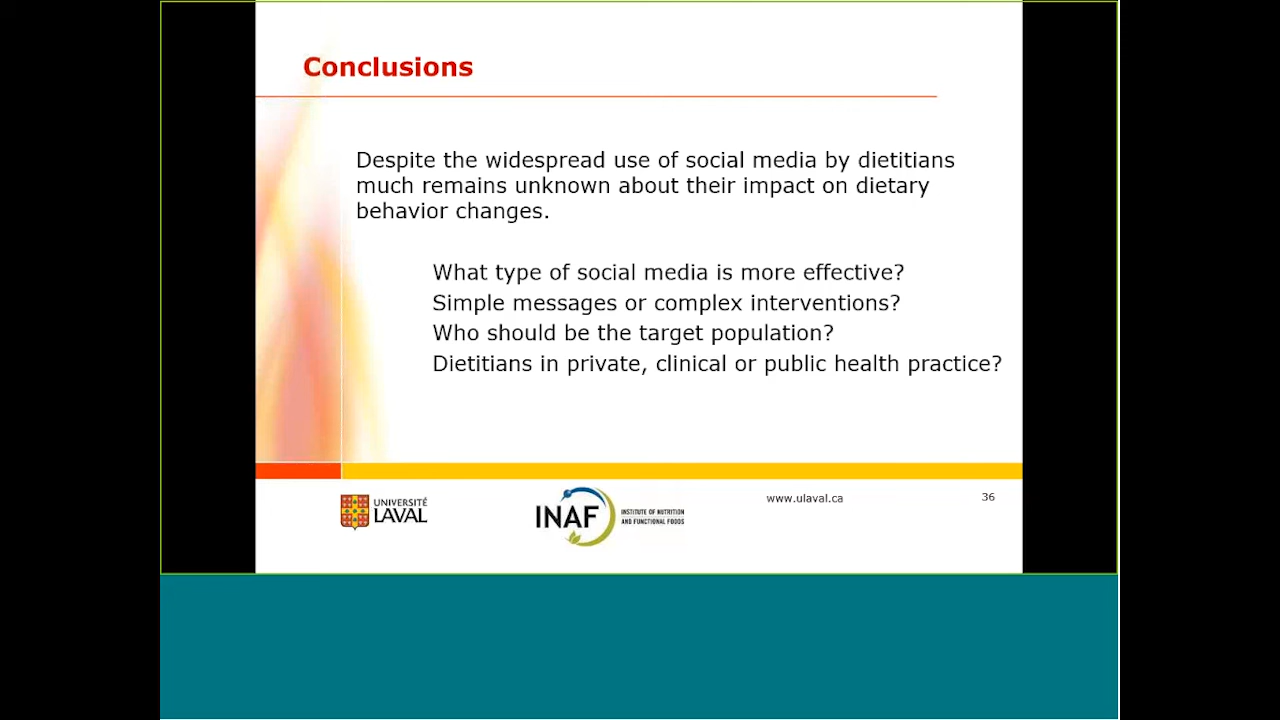 Conclusions
Despite the widespread use of social media by dietitians
much remains unknown about their impact on dietary
behavior changes.
What type of social media is more effective?
Simple messages or complex interventions?
Who should be the target population?
Dietitians in private, clinical or public health practice?
UNIVERSITÉ
LAVAL
INAF
INSTITUTE OF NUTRITION
AND FUNCTIONAL FOODS
www.ulaval.ca
36